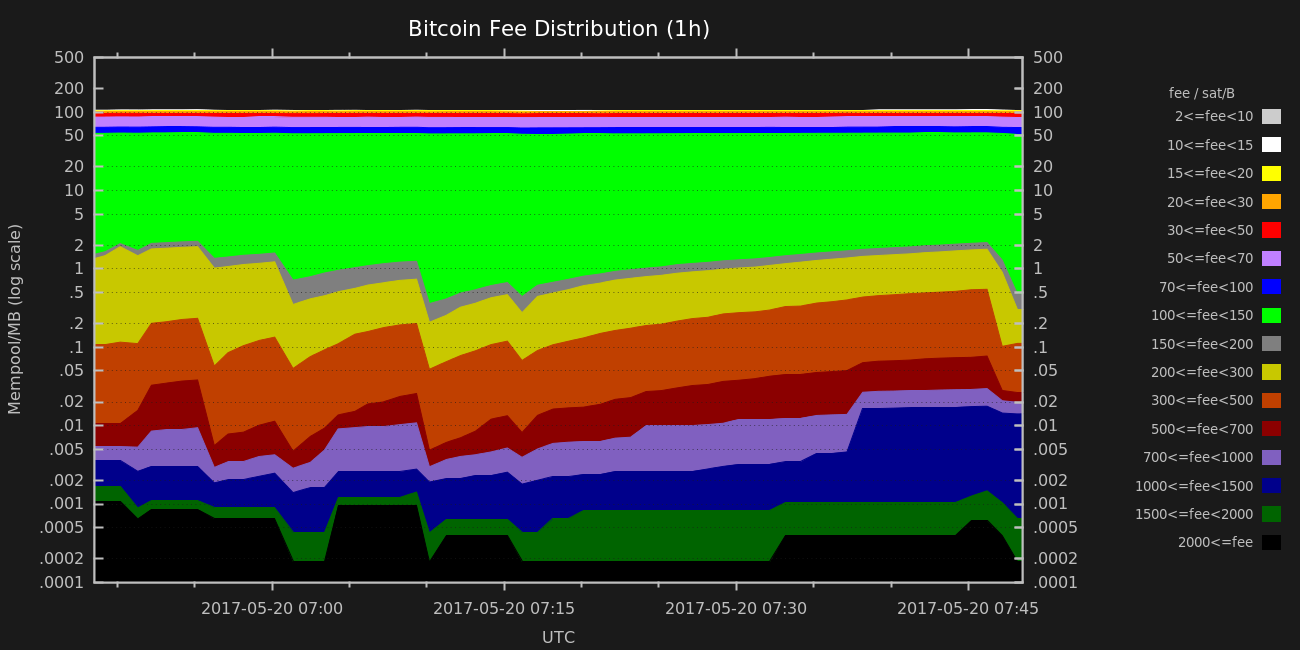 Bitcoin Fee Distribution (1h)
Mempool/MB (log scale)
500
200
100
50
20
10
5
2
1
.5
.2
.1
.05
.02
.01
.005
.002
.001
.0005
.0002
.0001
500
200
100
50
20
10
5
2
1
.5
.2
.1
.05
.02
.01
.005
.002
.001
.0005
.0002
.0001
2017-05-20 07:00
2017-05-20 07:15
2017-05-20 07:30
2017-05-20 07:45
UTC
fee / sat/B
2<=fee<10
10<=fee<15
15<=fee<20
20<=fee<30
30<=fee<50
50<=fee<70
70<=fee<100
100<=fee<150
150<=fee<200
200<=fee<300
300<=fee<500
500<=fee<700
700<=fee<1000
1000<=fee<1500
1500<=fee<2000
2000<=fee